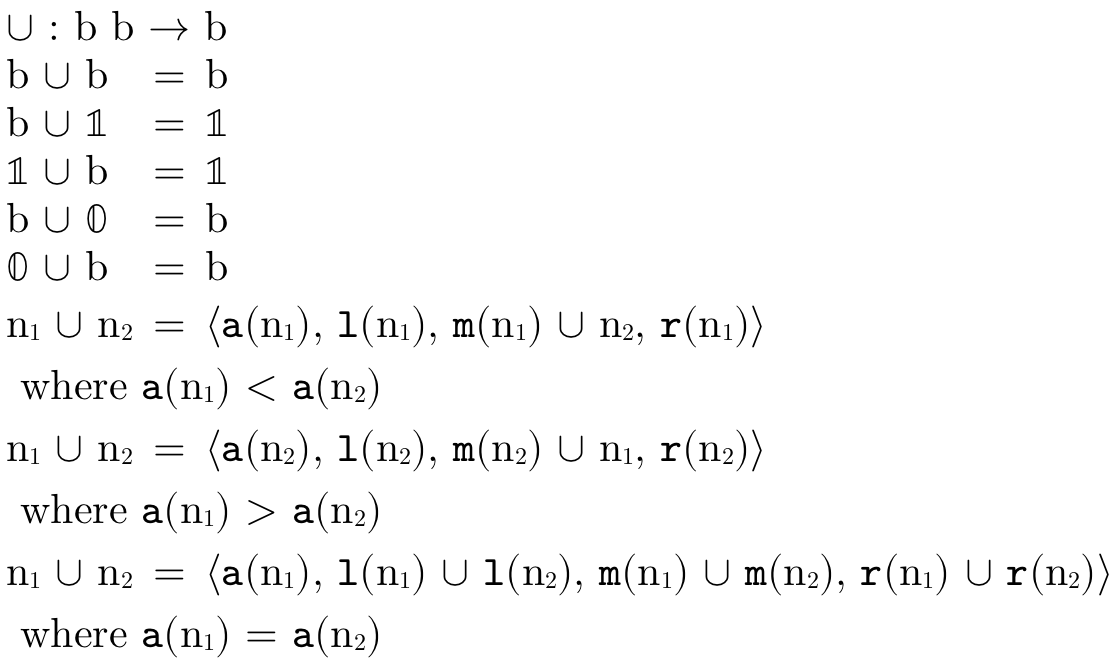 ∪ : b b → b
b ∪ b = b
b ∪ 𝟙 = 𝟙
𝟙 ∪ b = 𝟙
b ∪ 𝟘 = b
𝟘 ∪ b = b
n₁ ∪ n₂ = ⟨a(n₁), l(n₁), m(n₁) ∪ n₂, r(n₁)⟩
where a(n₁) < a(n₂)
n₁ ∪ n₂ = ⟨a(n₂), l(n₂), m(n₂) ∪ n₁, r(n₂)⟩
where a(n₁) > a(n₂)
n₁ ∪ n₂ = ⟨a(n₁), l(n₁) ∪ l(n₂), m(n₁) ∪ m(n₂), r(n₁) ∪ r(n₂)⟩
where a(n₁) = a(n₂)